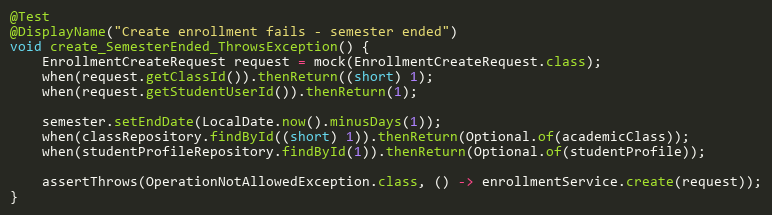 @Test
@DisplayName("Create enrollment fails - semester ended")
void create_SemesterEnded_ThrowsException() {
    EnrollmentCreateRequest request = mock(EnrollmentCreateRequest.class);
    when(request.getClassId()).thenReturn((short) 1);
    when(request.getStudentUserId()).thenReturn(1);

    semester.setEndDate(LocalDate.now().minusDays(1));
    when(classRepository.findById((short) 1)).thenReturn(Optional.of(academicClass));
    when(studentProfileRepository.findById(1)).thenReturn(Optional.of(studentProfile));

    assertThrows(OperationNotAllowedException.class, () -> enrollmentService.create(request));
}